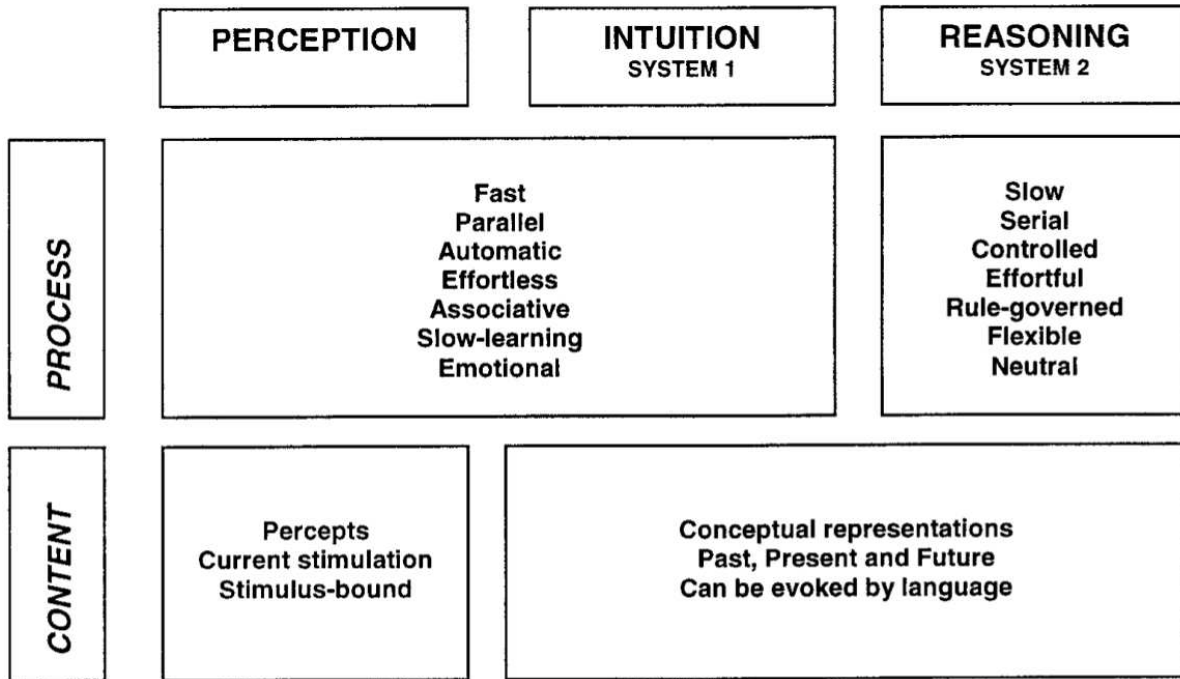 PERCEPTION
INTUITION
SYSTEM 1
REASONING
SYSTEM 2
PROCESS
Fast
Parallel
Automatic
Effortless
Associative
Slow-learning
Emotional
Slow
Serial
Controlled
Effortful
Rule-governed
Flexible
Neutral
CONTENT
Percepts
Current stimulation
Stimulus-bound
Conceptual representations
Past, Present and Future
Can be evoked by language